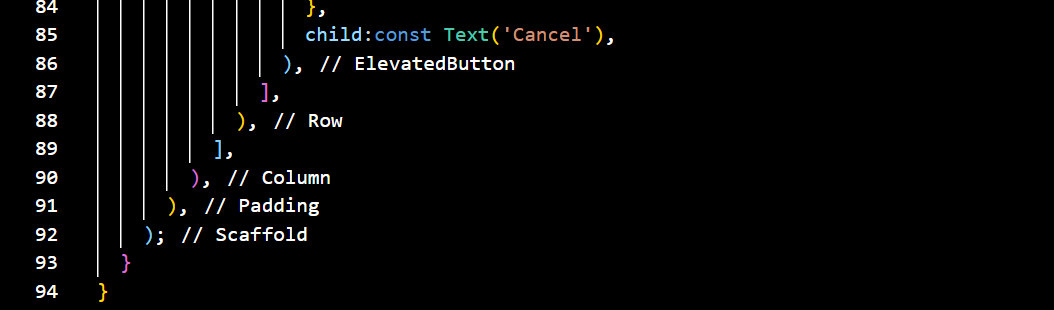 84 },
85 child:const Text('Cancel'),
86 ), // ElevatedButton
87 ],
88 ), // Row
89 ],
90 ), // Column
91 ), // Padding
92 ); // Scaffold
93 }
94 }